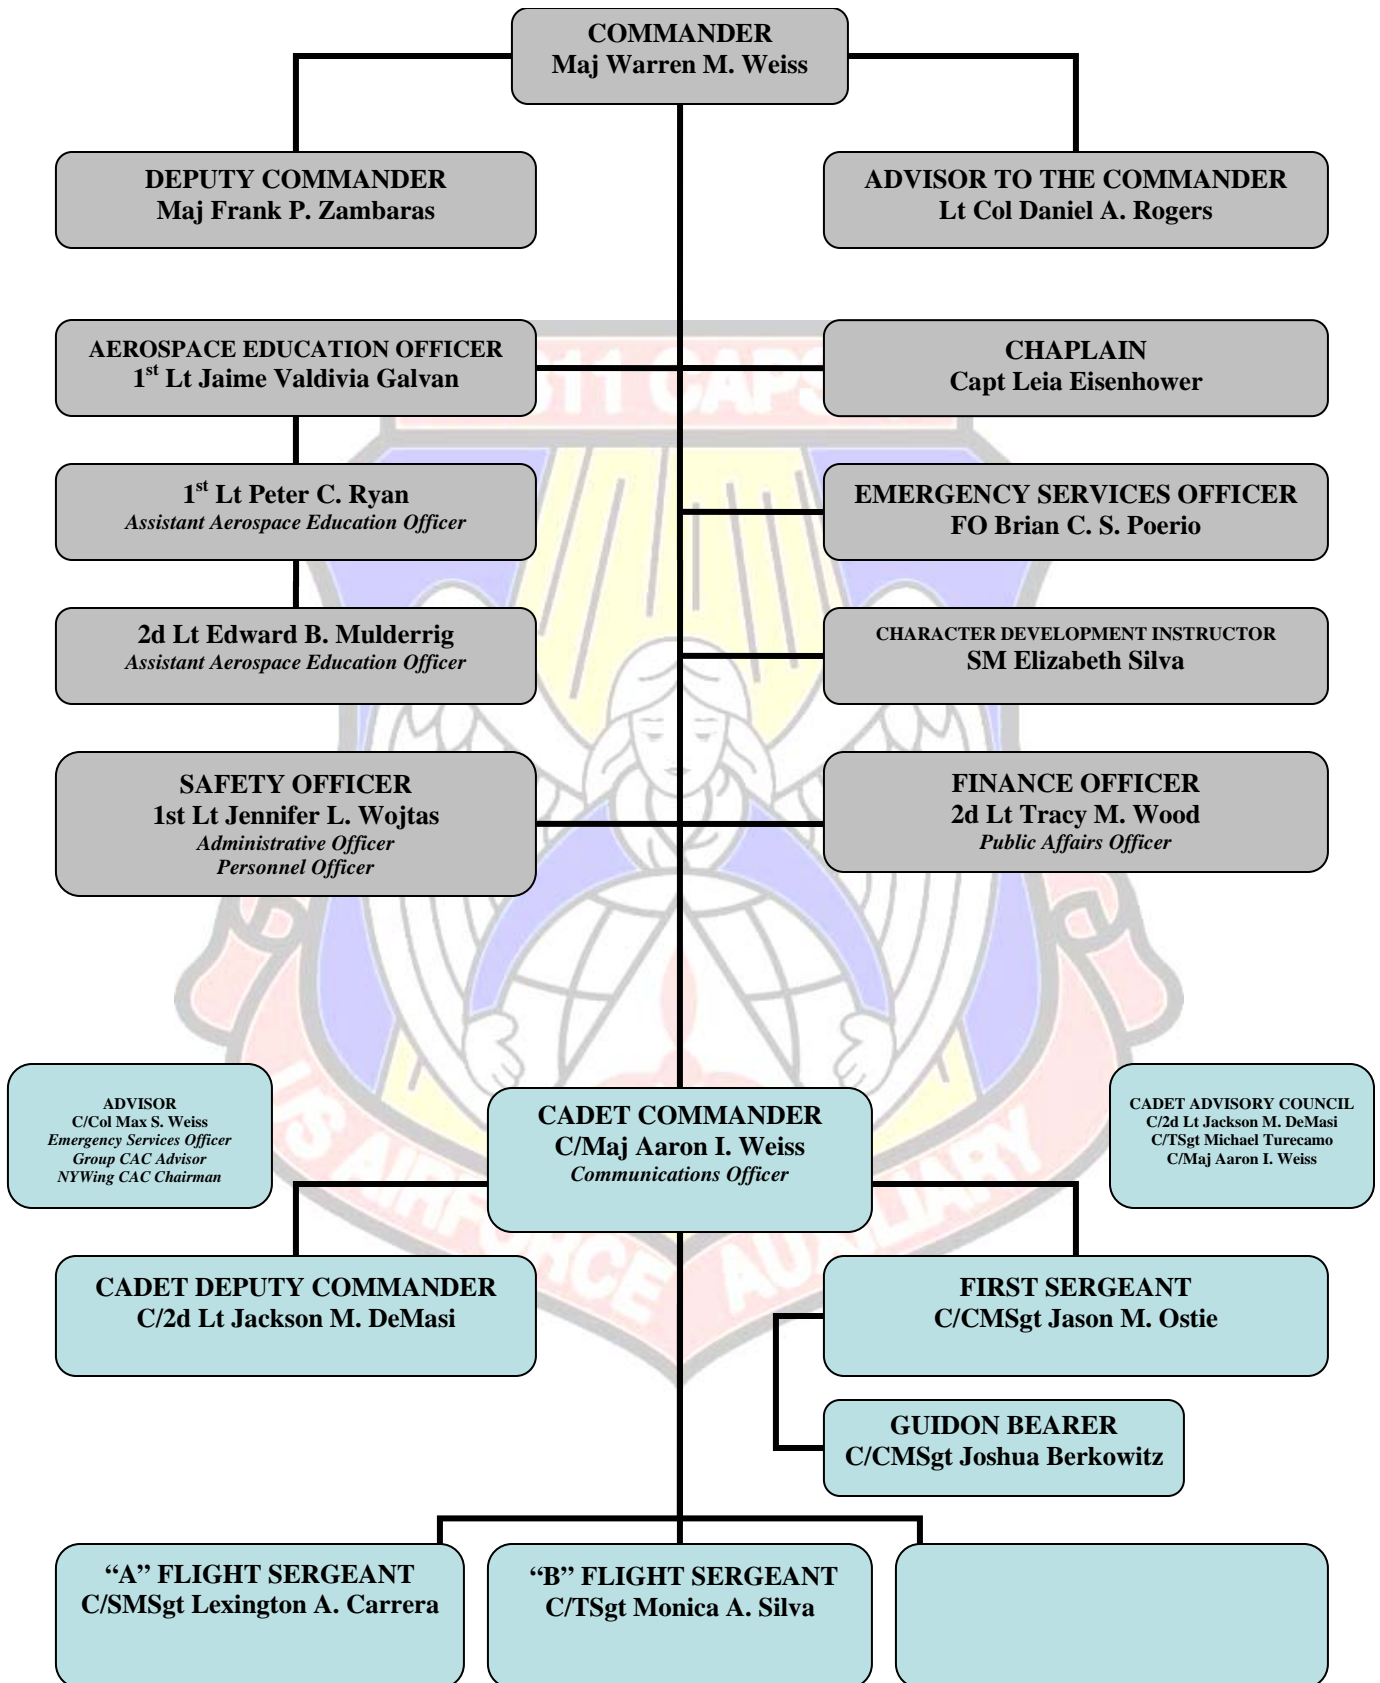 COMMANDER
Maj Warren M. Weiss
DEPUTY COMMANDER
Maj Frank P. Zambaras
ADVISOR TO THE COMMANDER
Lt Col Daniel A. Rogers
AEROSPACE EDUCATION OFFICER
1st Lt Jaime Valdivia Galvan
CHAPLAIN
Capt Leia Eisenhower
1st Lt Peter C. Ryan
Assistant Aerospace Education Officer
EMERGENCY SERVICES OFFICER
FO Brian C. S. Poerio
2d Lt Edward B. Mulderrig
Assistant Aerospace Education Officer
CHARACTER DEVELOPMENT INSTRUCTOR
SM Elizabeth Silva
SAFETY OFFICER
1st Lt Jennifer L. Wojtas
Administrative Officer
Personnel Officer
FINANCE OFFICER
2d Lt Tracy M. Wood
Public Affairs Officer
ADVISOR
C/Col Max S. Weiss
Emergency Services Officer
Group CAC Advisor
NYWing CAC Chairman
CADET COMMANDER
C/Maj Aaron I. Weiss
Communications Officer
CADET ADVISORY COUNCIL
C/2d Lt Jackson M. DeMasi
C/TSgt Michael Turecamo
C/Maj Aaron I. Weiss
US AIRFORCE AUXILIARY
CADET DEPUTY COMMANDER
C/2d Lt Jackson M. DeMasi
FIRST SERGEANT
C/CMSgt Jason M. Ostie
GUIDON BEARER
C/CMSgt Joshua Berkowitz
“A” FLIGHT SERGEANT
C/SMSgt Lexington A. Carrera
“B” FLIGHT SERGEANT
C/TSgt Monica A. Silva